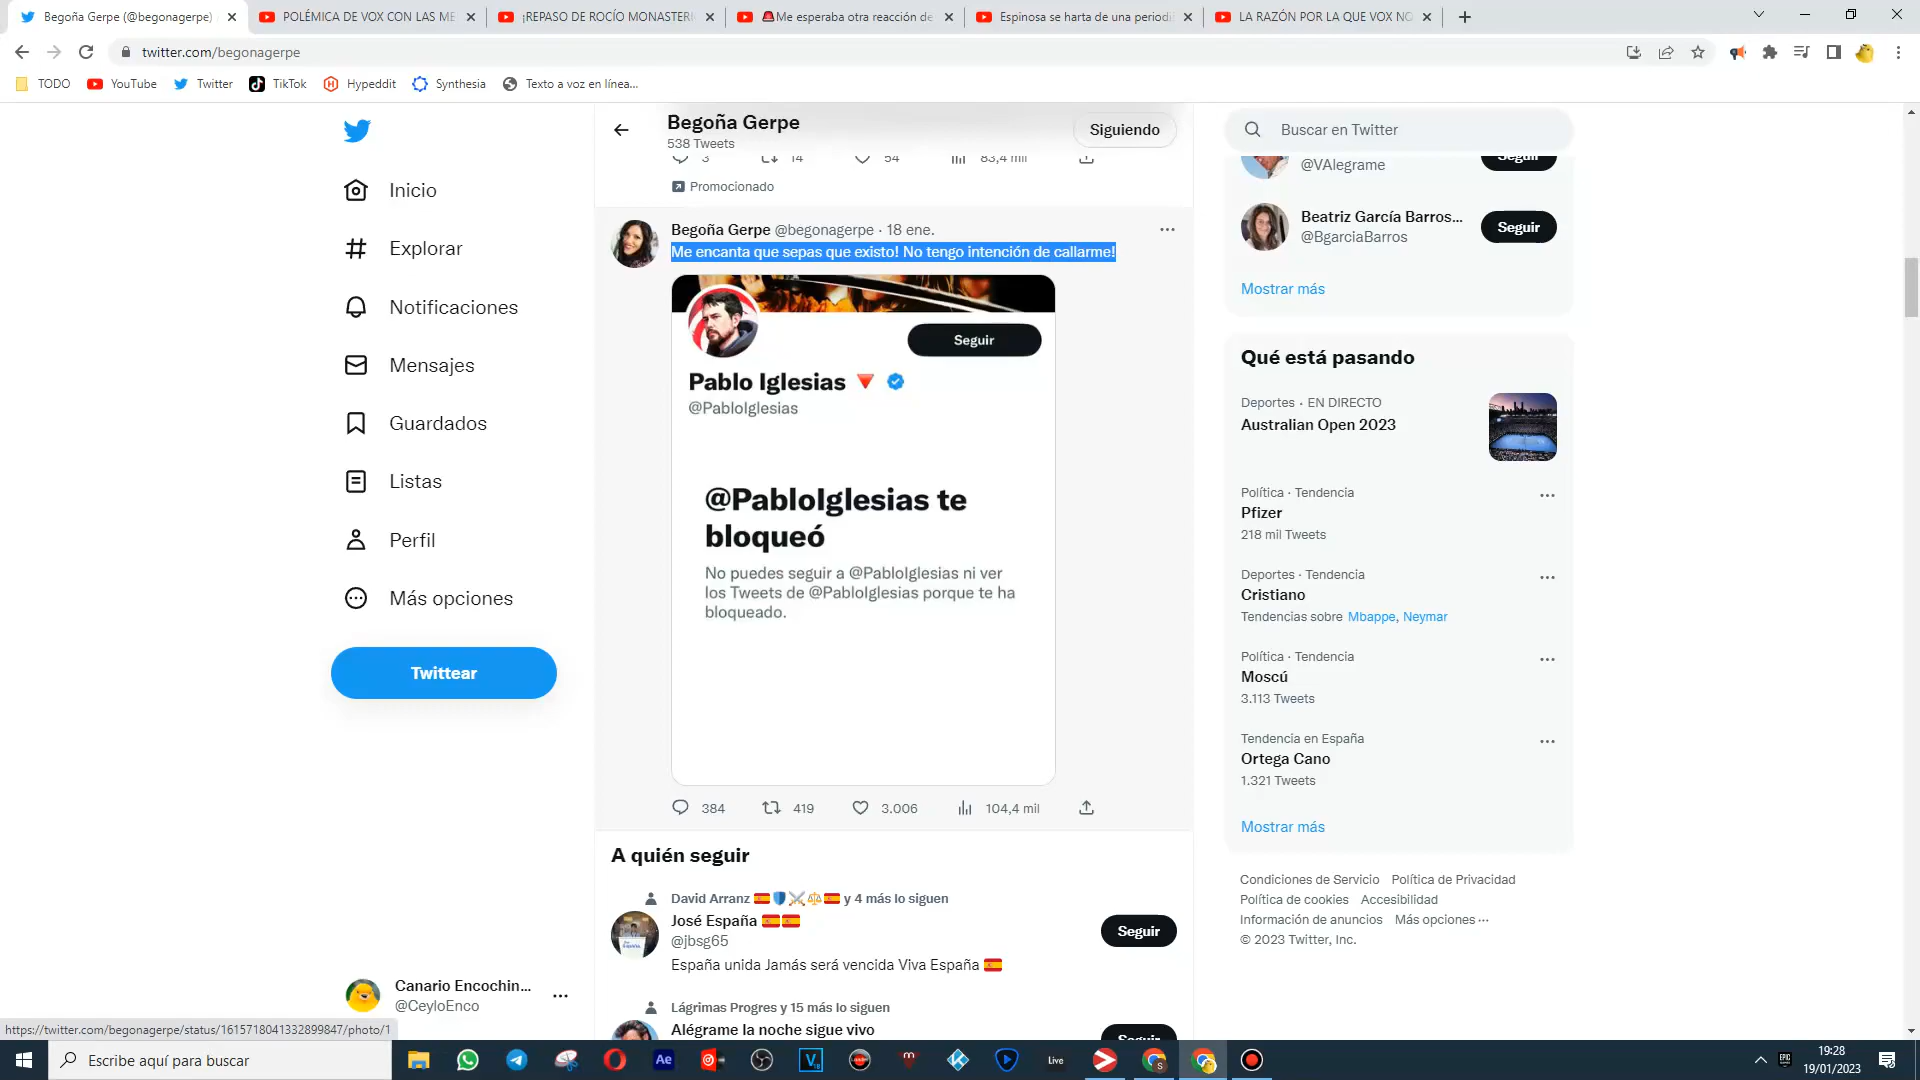 Begoña Gerpe (@begonagerpe)
POLÉMICA DE VOX CON LAS ME
¡REPASO DE ROCÍO MONASTERI
🚨Me esperaba otra reacción de
Espinosa se harta de una periodi
LA RAZÓN POR LA QUE VOX NO
twitter.com/begonagerpe
TODO
YouTube
Twitter
TikTok
Hypeddit
Synthesia
Texto a voz en línea...
Inicio
Explorar
Notificaciones
Mensajes
Guardados
Listas
Perfil
Más opciones
Twittear
Canario Encochin...
@CeyloEnco
Begoña Gerpe
538 Tweets
Siguiendo
3 14 54 83,4 mil
Promocionado
Begoña Gerpe @begonagerpe · 18 ene.
Me encanta que sepas que existo! No tengo intención de callarme!
Seguir
Pablo Iglesias 🔻
@PabloIglesias
@PabloIglesias te
bloqueó
No puedes seguir a @PabloIglesias ni ver
los Tweets de @PabloIglesias porque te ha
bloqueado.
384 419 3.006 104,4 mil
A quién seguir
David Arranz 🇪🇸🛡️⚔️⚖️🇪🇸 y 4 más lo siguen
José España 🇪🇸🇪🇸
@jbsg65
Seguir
España unida Jamás será vencida Viva España 🇪🇸
Lágrimas Progres y 15 más lo siguen
Alégrame la noche sigue vivo
Seguir
Buscar en Twitter
@VAlegrame
Seguir
Beatriz García Barros...
@BgarciaBarros
Seguir
Mostrar más
Qué está pasando
Deportes · EN DIRECTO
Australian Open 2023
Política · Tendencia
Pfizer
218 mil Tweets
Deportes · Tendencia
Cristiano
Tendencias sobre Mbappe, Neymar
Política · Tendencia
Moscú
3.113 Tweets
Tendencia en España
Ortega Cano
1.321 Tweets
Mostrar más
Condiciones de Servicio Política de Privacidad
Política de cookies Accesibilidad
Información de anuncios Más opciones ···
© 2023 Twitter, Inc.
https://twitter.com/begonagerpe/status/1615718041332899847/photo/1
Escribe aquí para buscar
Ae
Live
19:28
19/01/2023